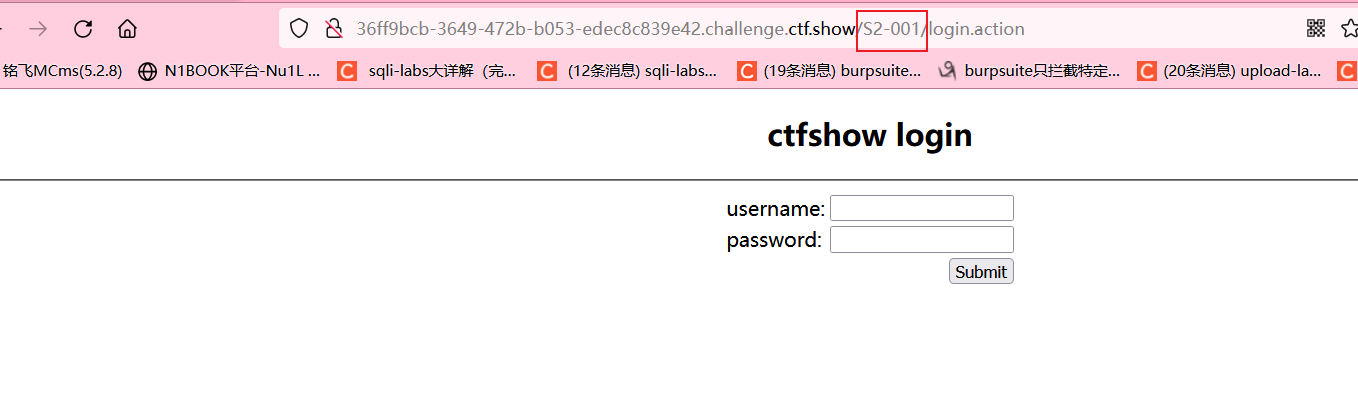 36ff9bcb-3649-472b-b053-edec8c839e42.challenge.ctf.show/S2-001/login.action
铭飞MCms(5.2.8) N1BOOK平台-Nu1L ... C sqli-labs大详解（完... C (12条消息) sqli-labs... C (19条消息) burpsuite... burpsuite只拦截特定... C (20条消息) upload-la... C
ctfshow login
username:
password:
Submit